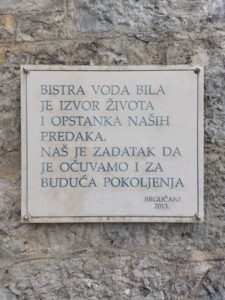 BISTRA VODA BILA
JE IZVOR ŽIVOTA
I OPSTANKA NAŠIH
PREDAKA.
NAŠ JE ZADATAK DA
JE OČUVAMO I ZA
BUDUĆA POKOLJENJA
BRGUČANI
2013.